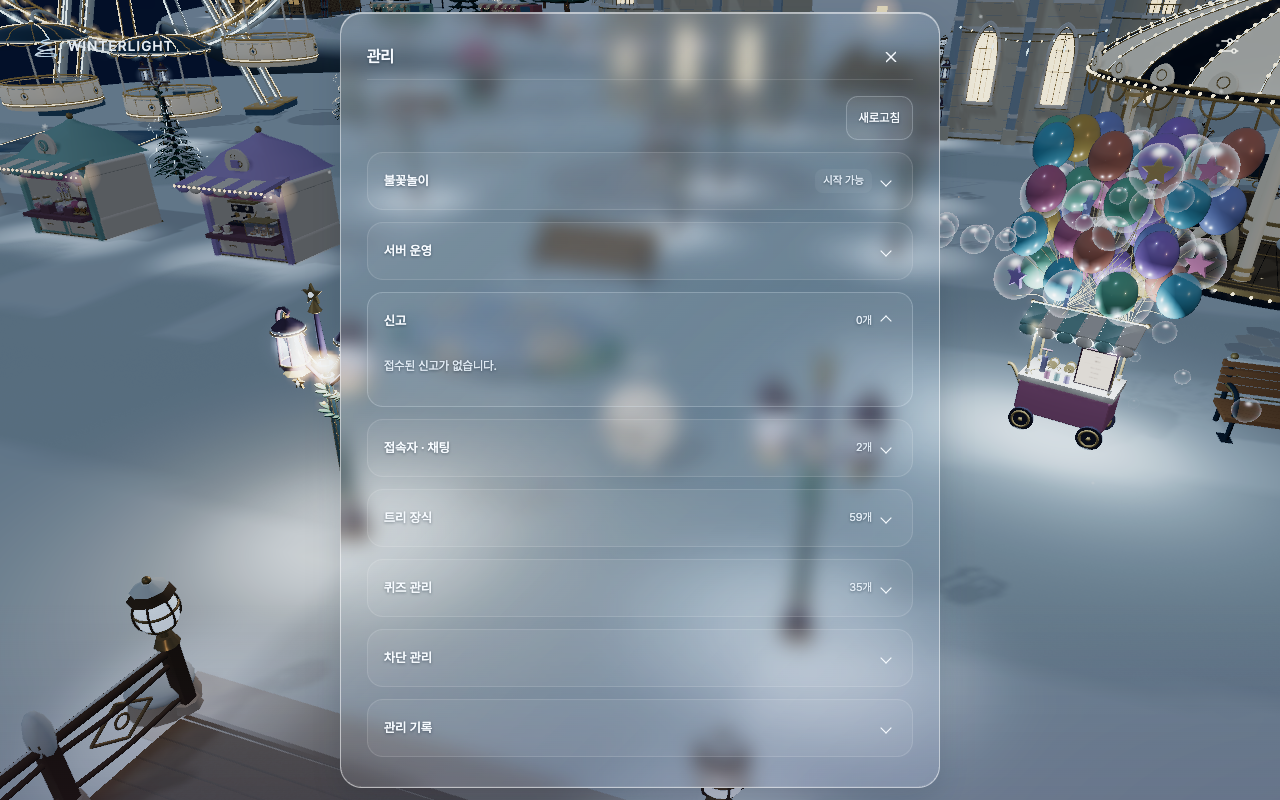 WINTERLIGHT
관리
새로고침
불꽃놀이
시작 가능
서버 운영
신고
0개
접수된 신고가 없습니다.
접속자 · 채팅
2개
트리 장식
59개
퀴즈 관리
35개
차단 관리
관리 기록